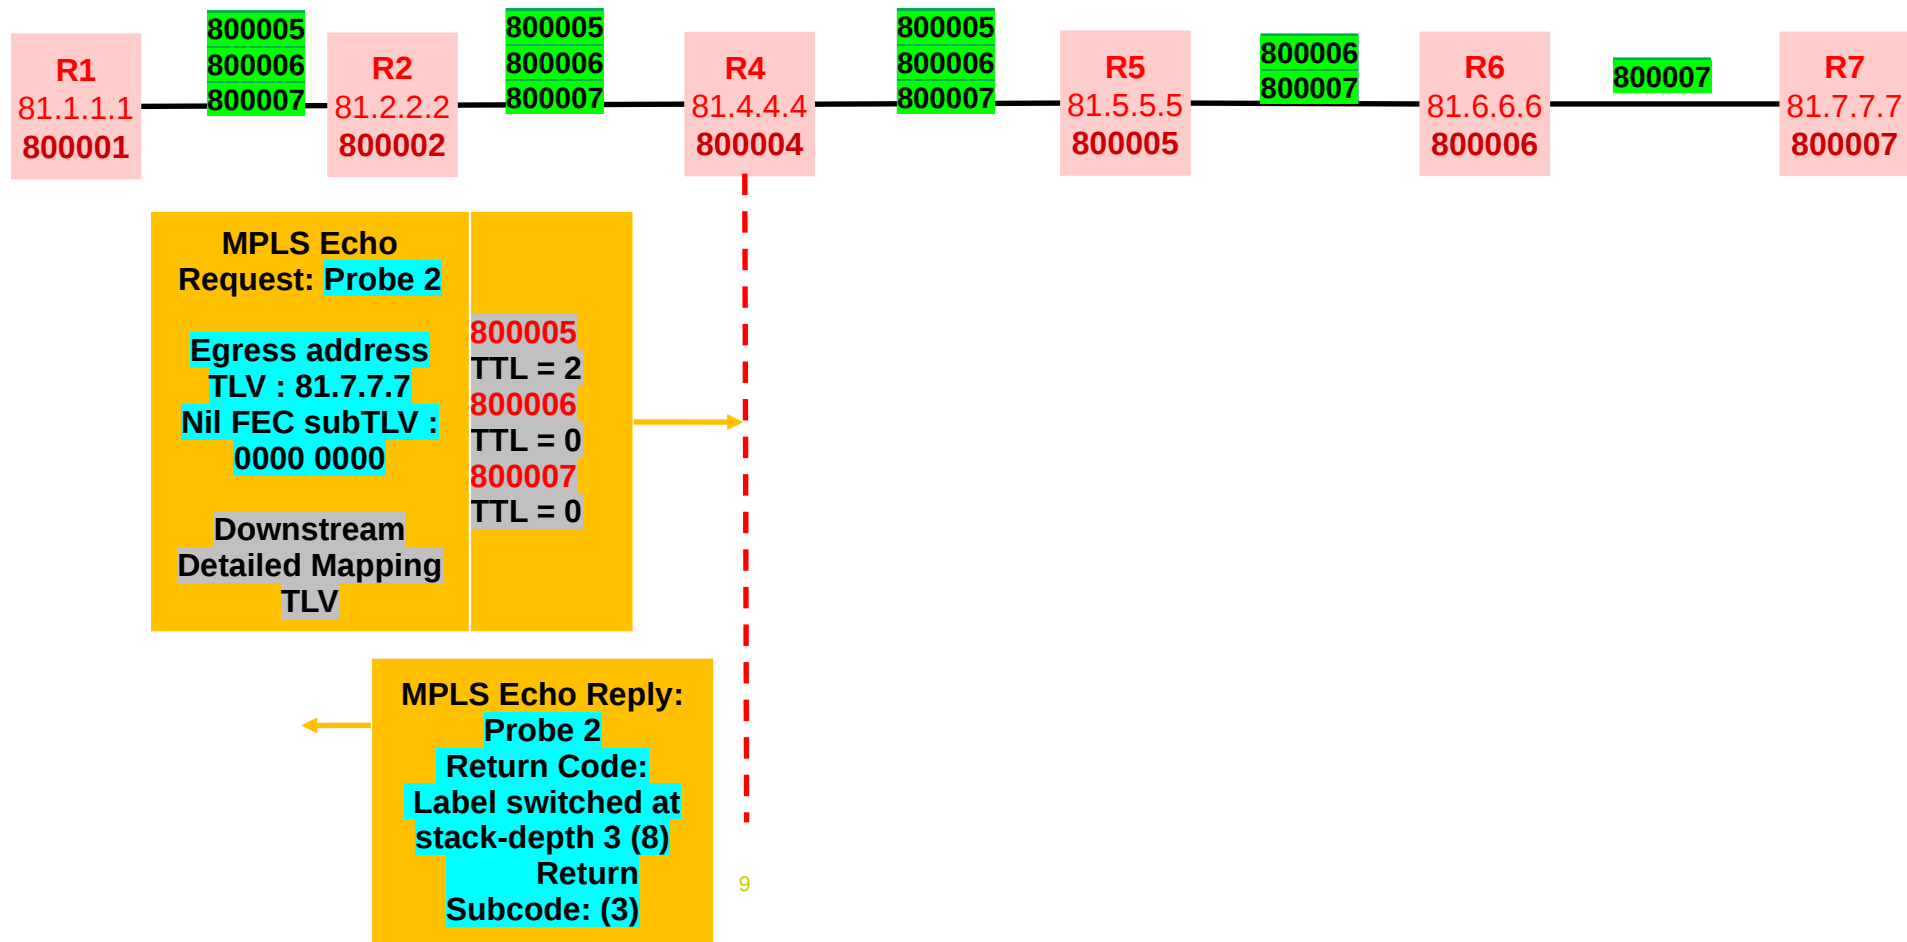 R1
81.1.1.1
800001
800005
800006
800007
R2
81.2.2.2
800002
800005
800006
800007
R4
81.4.4.4
800004
800005
800006
800007
R5
81.5.5.5
800005
800006
800007
R6
81.6.6.6
800006
800007
R7
81.7.7.7
800007
MPLS Echo
Request: Probe 2
Egress address
TLV : 81.7.7.7
Nil FEC subTLV :
0000 0000
Downstream
Detailed Mapping
TLV
800005
TTL = 2
800006
TTL = 0
800007
TTL = 0
MPLS Echo Reply:
Probe 2
Return Code:
Label switched at
stack-depth 3 (8)
Return
Subcode: (3)
9